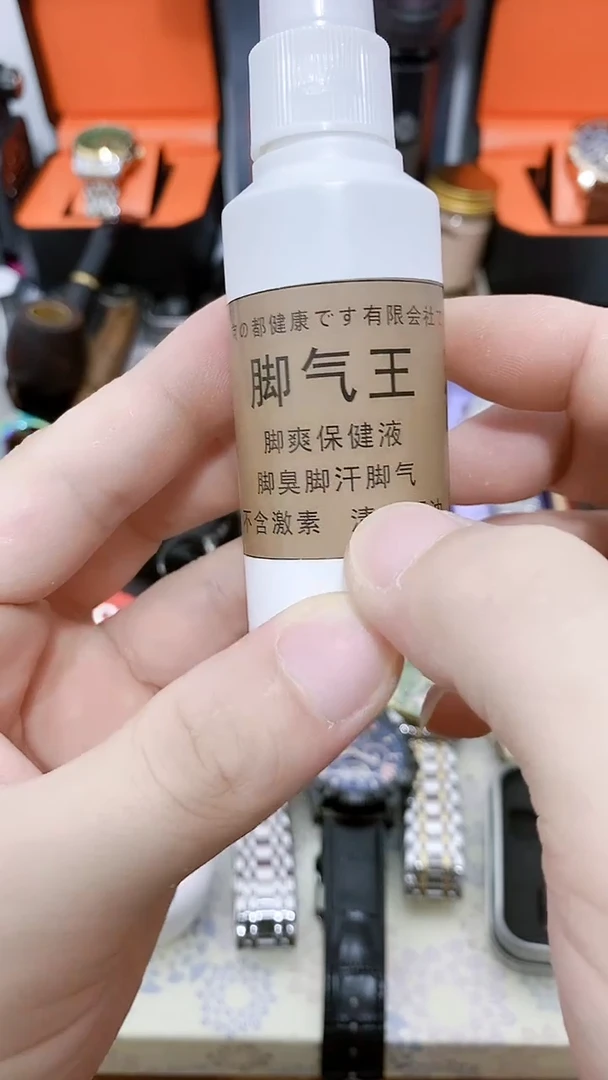 の都健康です有限会社
脚气王
脚爽保健液
脚臭脚汗脚气
不含激素 清